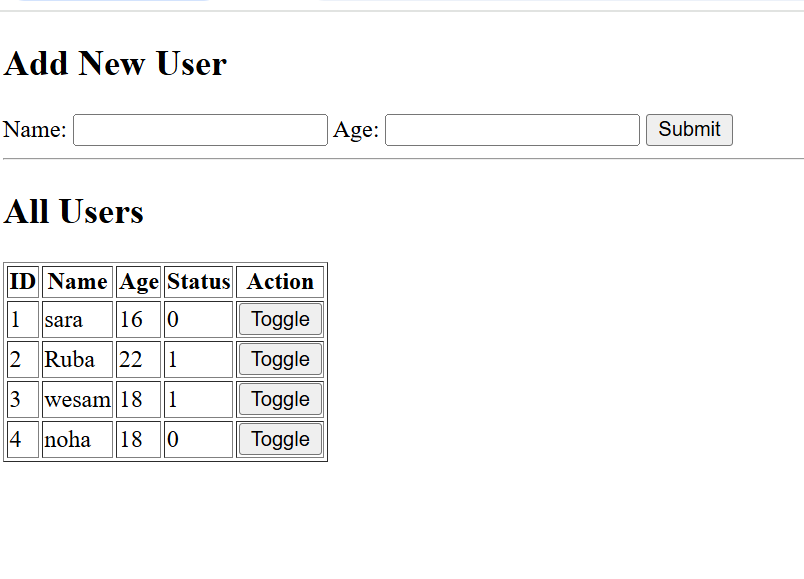 Add New User
Name: Age: Submit
All Users
ID Name Age Status Action
1 sara 16 0 Toggle
2 Ruba 22 1 Toggle
3 wesam 18 1 Toggle
4 noha 18 0 Toggle